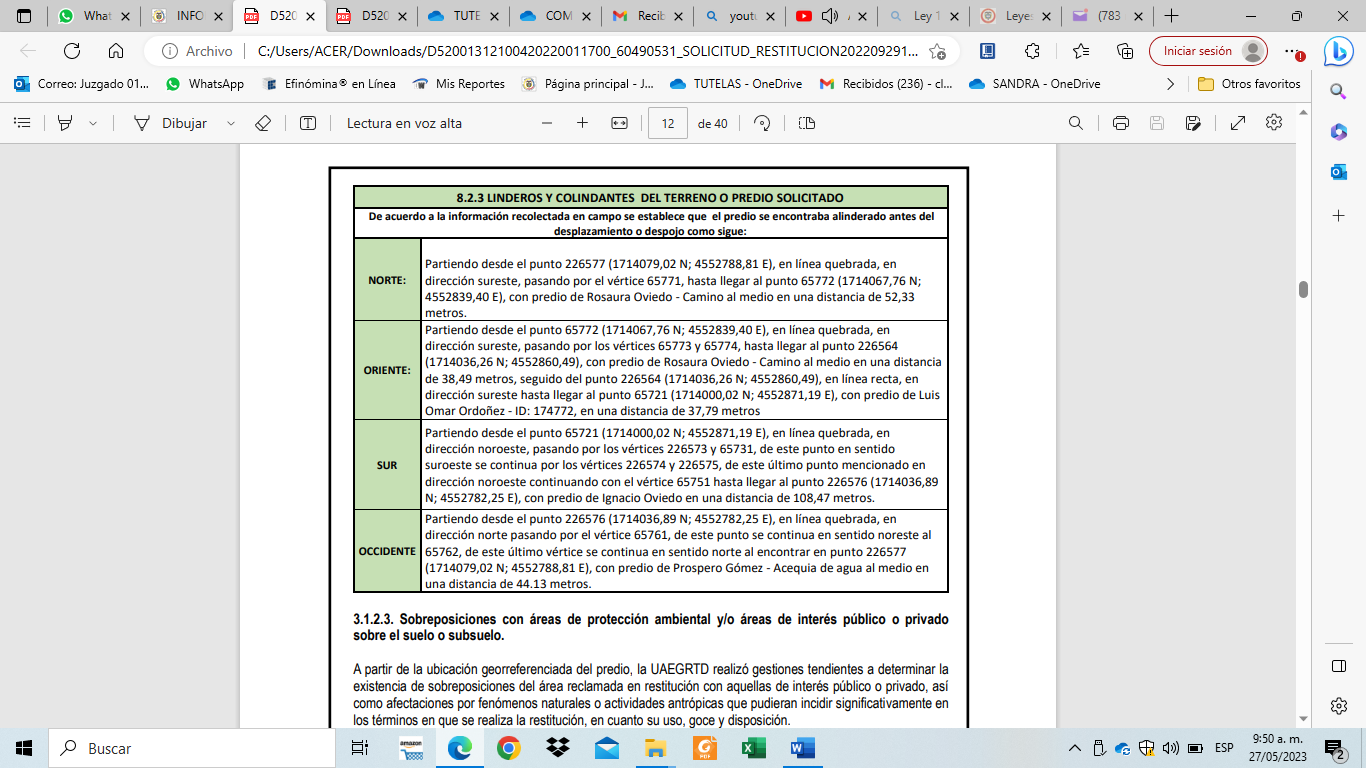 What
INFO
D520
D520
TUTE
COM
Recib
youtu
Ley 1
Leyes
(783
Archivo
C:/Users/ACER/Downloads/D52001312100420220011700_60490531_SOLICITUD_RESTITUCION202209291...
Iniciar sesión
Correo: Juzgado 01...
WhatsApp
Efinómina® en Línea
Mis Reportes
Página principal - J...
TUTELAS - OneDrive
Recibidos (236) - cl...
SANDRA - OneDrive
Otros favoritos
Dibujar
Lectura en voz alta
12
de 40
8.2.3 LINDEROS Y COLINDANTES DEL TERRENO O PREDIO SOLICITADO
De acuerdo a la información recolectada en campo se establece que el predio se encontraba alinderado antes del
desplazamiento o despojo como sigue:
NORTE:
Partiendo desde el punto 226577 (1714079,02 N; 4552788,81 E), en línea quebrada, en
dirección sureste, pasando por el vértice 65771, hasta llegar al punto 65772 (1714067,76 N;
4552839,40 E), con predio de Rosaura Oviedo - Camino al medio en una distancia de 52,33
metros.
ORIENTE:
Partiendo desde el punto 65772 (1714067,76 N; 4552839,40 E), en línea quebrada, en
dirección sureste, pasando por los vértices 65773 y 65774, hasta llegar al punto 226564
(1714036,26 N; 4552860,49), con predio de Rosaura Oviedo - Camino al medio en una distancia
de 38,49 metros, seguido del punto 226564 (1714036,26 N; 4552860,49), en línea recta, en
dirección sureste hasta llegar al punto 65721 (1714000,02 N; 4552871,19 E), con predio de Luis
Omar Ordoñez - ID: 174772, en una distancia de 37,79 metros
SUR
Partiendo desde el punto 65721 (1714000,02 N; 4552871,19 E), en línea quebrada, en
dirección noroeste, pasando por los vértices 226573 y 65731, de este punto en sentido
suroeste se continua por los vértices 226574 y 226575, de este último punto mencionado en
dirección noroeste continuando con el vértice 65751 hasta llegar al punto 226576 (1714036,89
N; 4552782,25 E), con predio de Ignacio Oviedo en una distancia de 108,47 metros.
OCCIDENTE
Partiendo desde el punto 226576 (1714036,89 N; 4552782,25 E), en línea quebrada, en
dirección norte pasando por el vértice 65761, de este punto se continua en sentido noreste al
65762, de este último vértice se continua en sentido norte al encontrar en punto 226577
(1714079,02 N; 4552788,81 E), con predio de Prospero Gómez - Acequia de agua al medio en
una distancia de 44.13 metros.
3.1.2.3. Sobreposiciones con áreas de protección ambiental y/o áreas de interés público o privado
sobre el suelo o subsuelo.
A partir de la ubicación georreferenciada del predio, la UAEGRTD realizó gestiones tendientes a determinar la
existencia de sobreposiciones del área reclamada en restitución con aquellas de interés público o privado, así
como afectaciones por fenómenos naturales o actividades antrópicas que pudieran incidir significativamente en
los términos en que se realiza la restitución, en cuanto su uso, goce y disposición.
Buscar
amazon
ESP
9:50 a. m.
27/05/2023
2